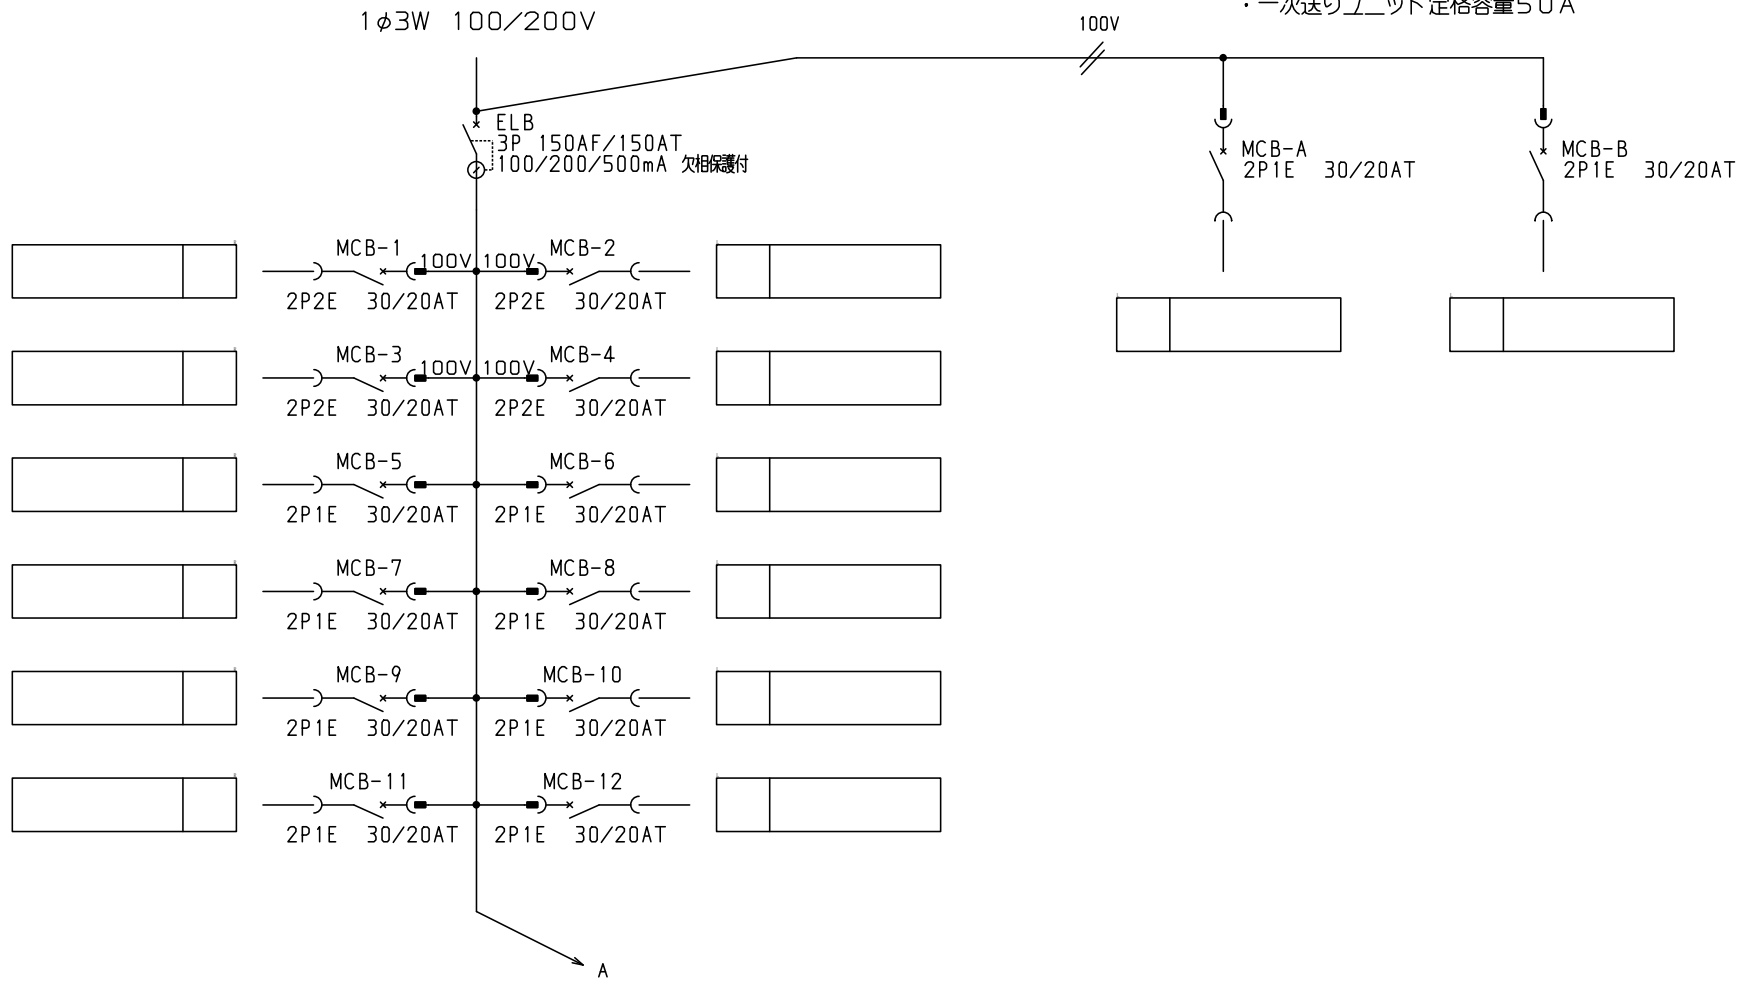 ・一次送りユニット定格容量50A
1φ3W 100/200V
100V
ELB
3P 150AF/150AT
100/200/500mA 欠相保護付
MCB-A
2P1E 30/20AT
MCB-B
2P1E 30/20AT
MCB-1 100V 100V MCB-2
2P2E 30/20AT 2P2E 30/20AT
MCB-3 100V 100V MCB-4
2P2E 30/20AT 2P2E 30/20AT
MCB-5 MCB-6
2P1E 30/20AT 2P1E 30/20AT
MCB-7 MCB-8
2P1E 30/20AT 2P1E 30/20AT
MCB-9 MCB-10
2P1E 30/20AT 2P1E 30/20AT
MCB-11 MCB-12
2P1E 30/20AT 2P1E 30/20AT
A